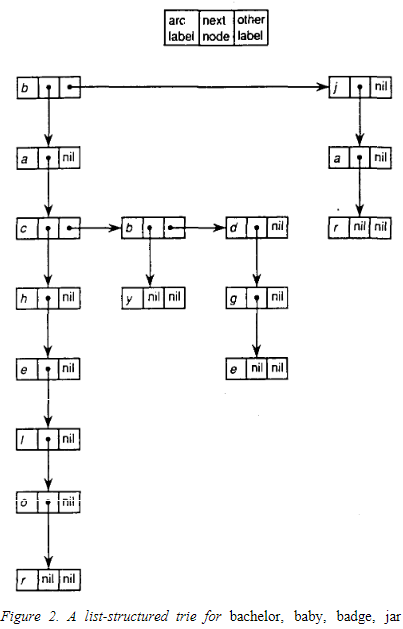 arc next other
label node label
b j nil
a nil a nil
c b d nil r nil nil
h nil y nil nil g nil
e nil e nil nil
l nil
o nil
r nil nil
Figure 2. A list-structured trie for bachelor, baby, badge, jar